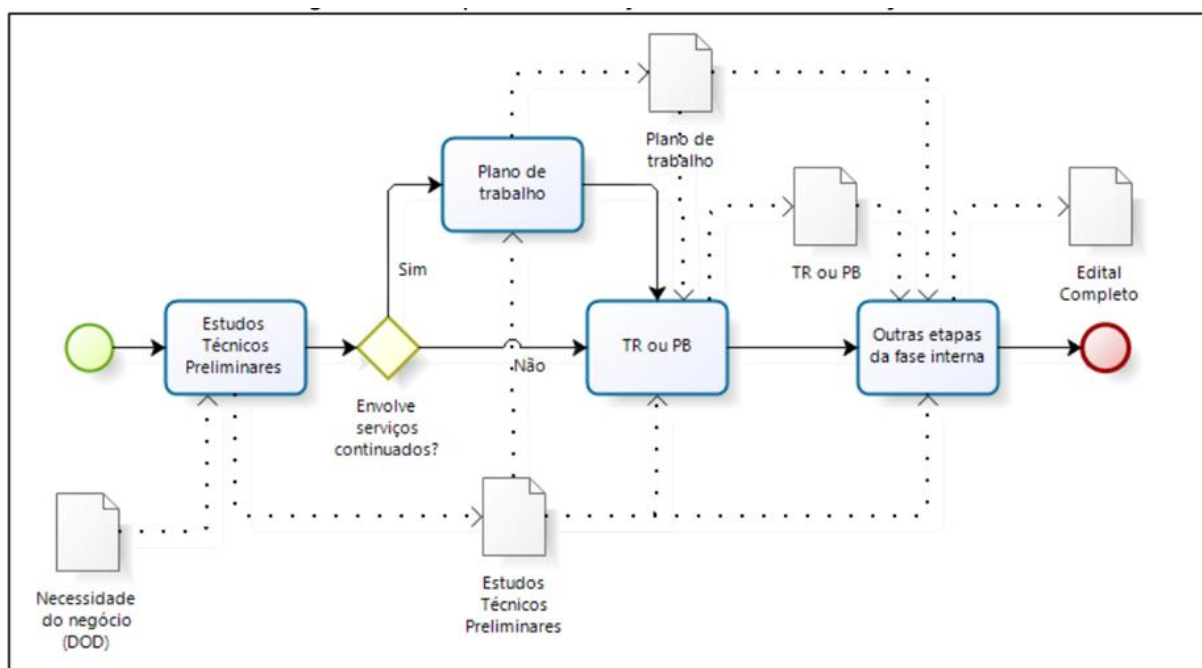 Plano de
trabalho
Plano de
trabalho
TR ou PB
Edital
Completo
Sim
Estudos
Técnicos
Preliminares
TR ou PB
Outras etapas
da fase interna
Não
Envolve
serviços
continuados?
Necessidade
do negócio
(DOD)
Estudos
Técnicos
Preliminares